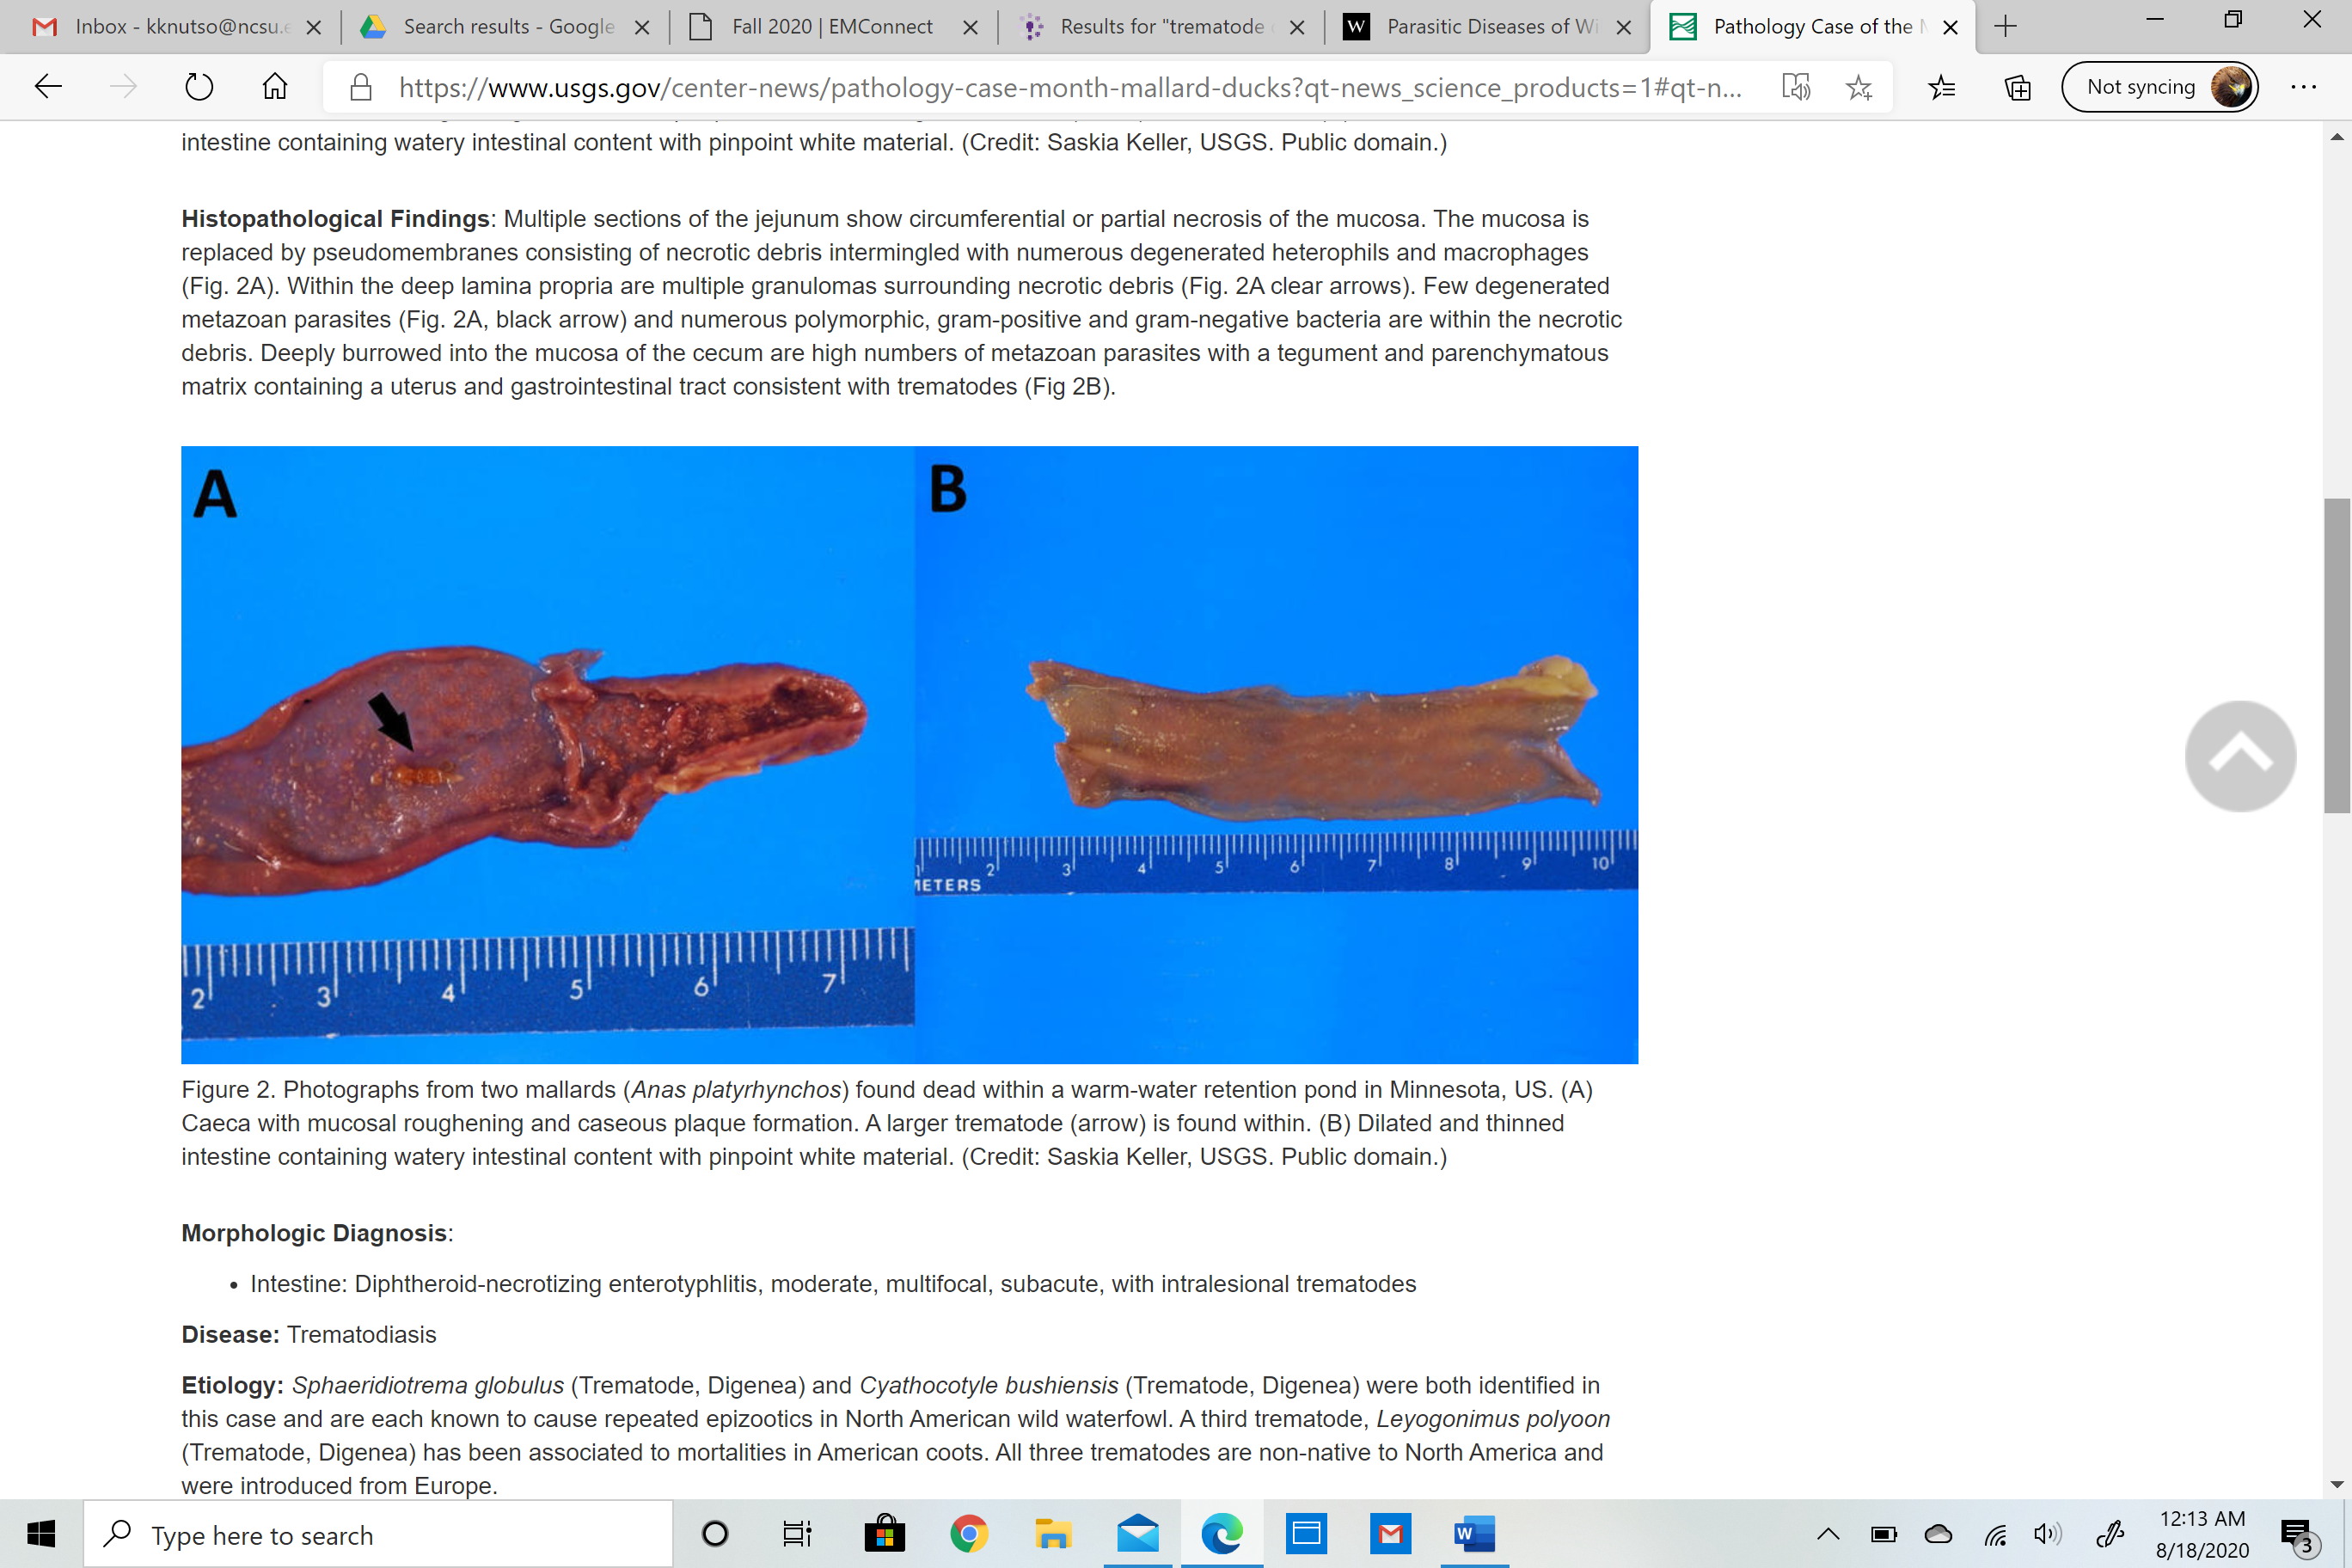 Inbox - kknutso@ncsu.e
Search results - Google
Fall 2020 | EMConnect
Results for "trematode
Parasitic Diseases of Wi
Pathology Case of the M
https://www.usgs.gov/center-news/pathology-case-month-mallard-ducks?qt-news_science_products=1#qt-n...
Not syncing
intestine containing watery intestinal content with pinpoint white material. (Credit: Saskia Keller, USGS. Public domain.)
Histopathological Findings: Multiple sections of the jejunum show circumferential or partial necrosis of the mucosa. The mucosa is
replaced by pseudomembranes consisting of necrotic debris intermingled with numerous degenerated heterophils and macrophages
(Fig. 2A). Within the deep lamina propria are multiple granulomas surrounding necrotic debris (Fig. 2A clear arrows). Few degenerated
metazoan parasites (Fig. 2A, black arrow) and numerous polymorphic, gram-positive and gram-negative bacteria are within the necrotic
debris. Deeply burrowed into the mucosa of the cecum are high numbers of metazoan parasites with a tegument and parenchymatous
matrix containing a uterus and gastrointestinal tract consistent with trematodes (Fig 2B).
A
B
2 3 4 5 6 7
1 2 3 4 5 6 7 8 9 10
METERS
Figure 2. Photographs from two mallards (Anas platyrhynchos) found dead within a warm-water retention pond in Minnesota, US. (A)
Caeca with mucosal roughening and caseous plaque formation. A larger trematode (arrow) is found within. (B) Dilated and thinned
intestine containing watery intestinal content with pinpoint white material. (Credit: Saskia Keller, USGS. Public domain.)
Morphologic Diagnosis:
• Intestine: Diphtheroid-necrotizing enterotyphlitis, moderate, multifocal, subacute, with intralesional trematodes
Disease: Trematodiasis
Etiology: Sphaeridiotrema globulus (Trematode, Digenea) and Cyathocotyle bushiensis (Trematode, Digenea) were both identified in
this case and are each known to cause repeated epizootics in North American wild waterfowl. A third trematode, Leyogonimus polyoon
(Trematode, Digenea) has been associated to mortalities in American coots. All three trematodes are non-native to North America and
were introduced from Europe.
Type here to search
12:13 AM
8/18/2020
3